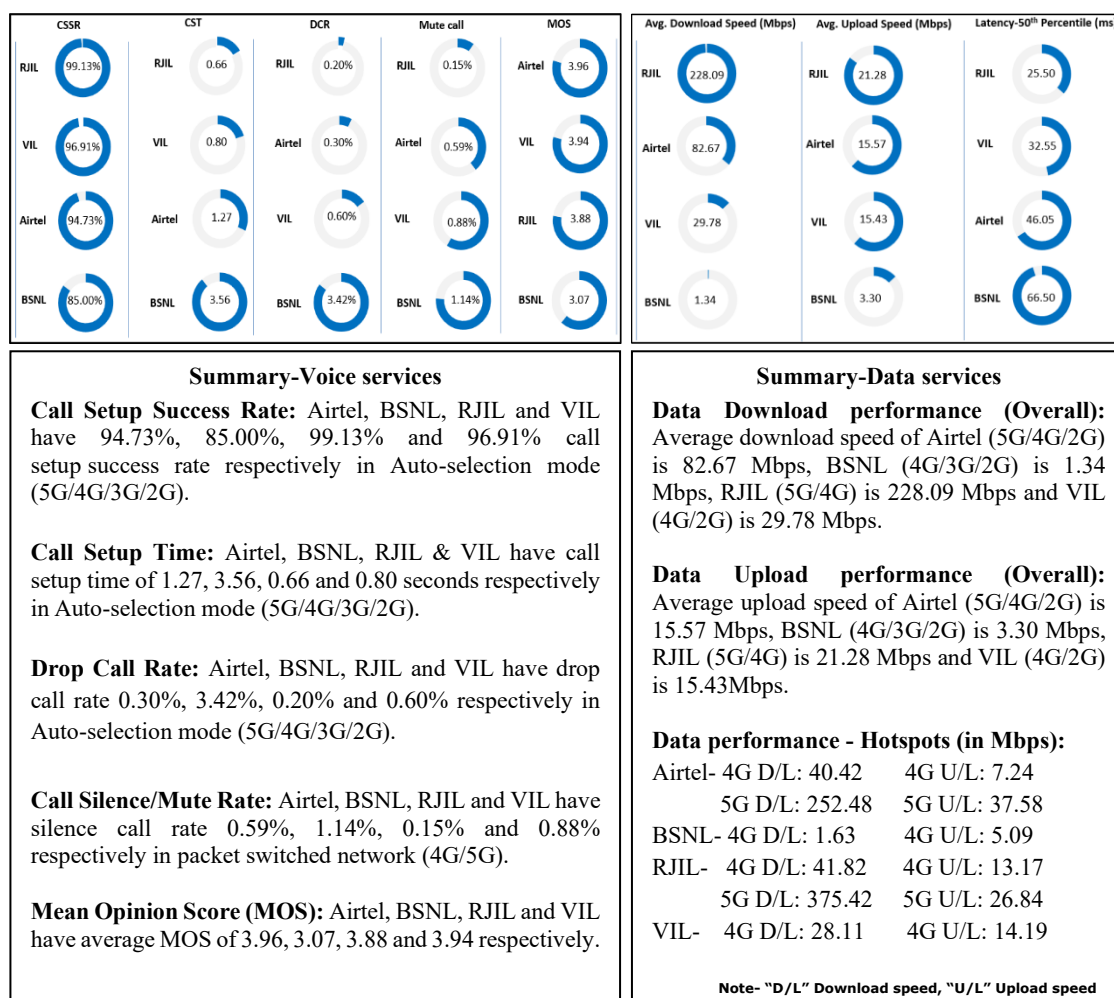 CSSR CST DCR Mute call MOS
RJIL 99.13% RJIL 0.66 RJIL 0.20% RJIL 0.15% Airtel 3.96
VIL 96.91% VIL 0.80 Airtel 0.30% Airtel 0.59% VIL 3.94
Airtel 94.73% Airtel 1.27 VIL 0.60% VIL 0.88% RJIL 3.88
BSNL 85.00% BSNL 3.56 BSNL 3.42% BSNL 1.14% BSNL 3.07
Avg. Download Speed (Mbps) Avg. Upload Speed (Mbps) Latency-50th Percentile (ms
RJIL 228.09 RJIL 21.28 RJIL 25.50
Airtel 82.67 Airtel 15.57 VIL 32.55
VIL 29.78 VIL 15.43 Airtel 46.05
BSNL 1.34 BSNL 3.30 BSNL 66.50
Summary-Voice services
Call Setup Success Rate: Airtel, BSNL, RJIL and VIL
have 94.73%, 85.00%, 99.13% and 96.91% call
setup success rate respectively in Auto-selection mode
(5G/4G/3G/2G).
Call Setup Time: Airtel, BSNL, RJIL & VIL have call
setup time of 1.27, 3.56, 0.66 and 0.80 seconds respectively
in Auto-selection mode (5G/4G/3G/2G).
Drop Call Rate: Airtel, BSNL, RJIL and VIL have drop
call rate 0.30%, 3.42%, 0.20% and 0.60% respectively in
Auto-selection mode (5G/4G/3G/2G).
Call Silence/Mute Rate: Airtel, BSNL, RJIL and VIL have
silence call rate 0.59%, 1.14%, 0.15% and 0.88%
respectively in packet switched network (4G/5G).
Mean Opinion Score (MOS): Airtel, BSNL, RJIL and VIL
have average MOS of 3.96, 3.07, 3.88 and 3.94 respectively.
Summary-Data services
Data Download performance (Overall):
Average download speed of Airtel (5G/4G/2G)
is 82.67 Mbps, BSNL (4G/3G/2G) is 1.34
Mbps, RJIL (5G/4G) is 228.09 Mbps and VIL
(4G/2G) is 29.78 Mbps.
Data Upload performance (Overall):
Average upload speed of Airtel (5G/4G/2G) is
15.57 Mbps, BSNL (4G/3G/2G) is 3.30 Mbps,
RJIL (5G/4G) is 21.28 Mbps and VIL (4G/2G)
is 15.43Mbps.
Data performance - Hotspots (in Mbps):
Airtel- 4G D/L: 40.42 4G U/L: 7.24
5G D/L: 252.48 5G U/L: 37.58
BSNL- 4G D/L: 1.63 4G U/L: 5.09
RJIL- 4G D/L: 41.82 4G U/L: 13.17
5G D/L: 375.42 5G U/L: 26.84
VIL- 4G D/L: 28.11 4G U/L: 14.19
Note- “D/L” Download speed, “U/L” Upload speed